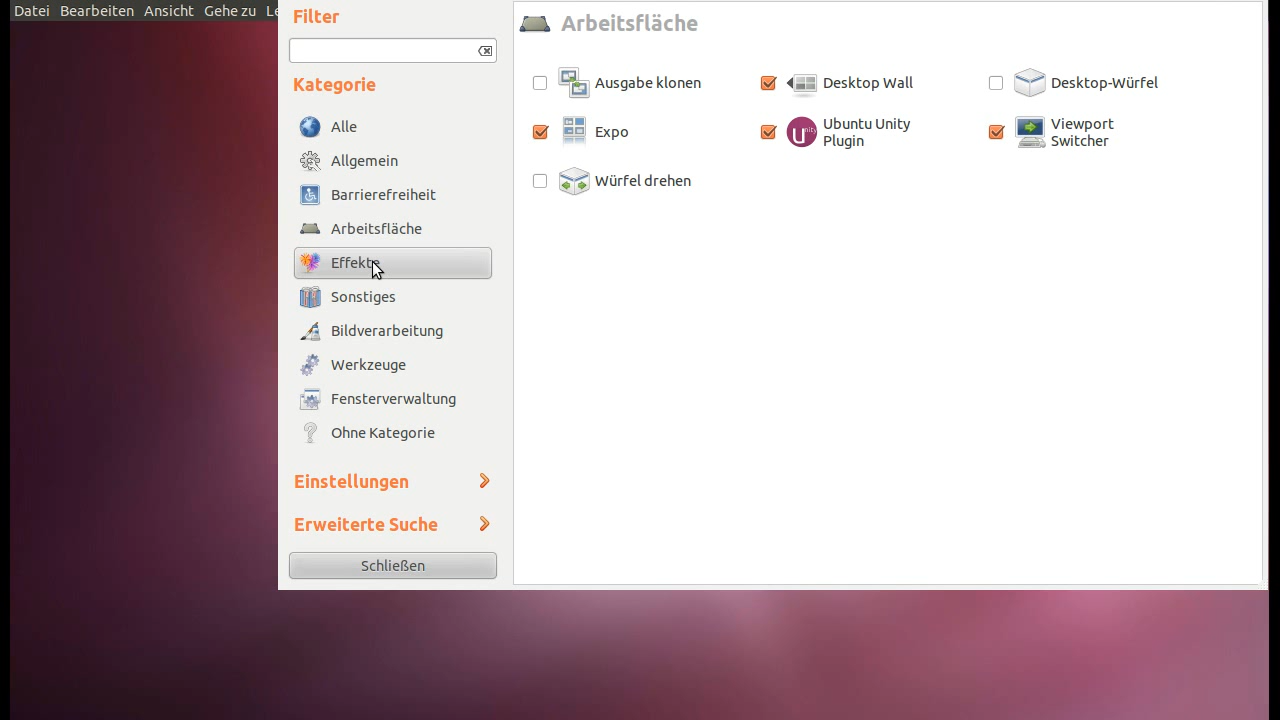 Datei Bearbeiten Ansicht Gehe zu
Filter
Kategorie
Alle
Allgemein
Barrierefreiheit
Arbeitsfläche
Effekte
Sonstiges
Bildverarbeitung
Werkzeuge
Fensterverwaltung
Ohne Kategorie
Einstellungen
Erweiterte Suche
Schließen
Arbeitsfläche
Ausgabe klonen
Desktop Wall
Desktop-Würfel
Expo
Ubuntu Unity
Plugin
Viewport
Switcher
Würfel drehen